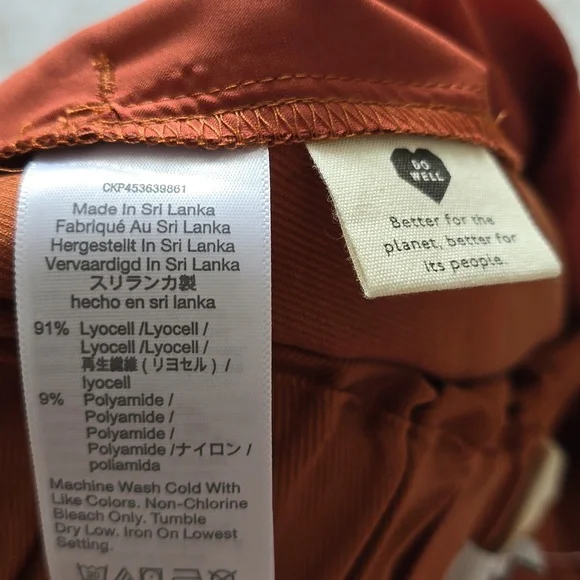 CKP453639861
Made In Sri Lanka
Fabriqué Au Sri Lanka
Hergestellt In Sri Lanka
Vervaardigd In Sri Lanka
スリランカ製
hecho en sri lanka
91% Lyocell /Lyocell /
Lyocell /Lyocell /
再生繊維 ( リヨセル ) /
lyocell
9% Polyamide /
Polyamide /
Polyamide /
Polyamide /ナイロン /
poliamida
Machine Wash Cold With
Like Colors. Non-Chlorine
Bleach Only. Tumble
Dry Low. Iron On Lowest
Setting.
DO
WELL
Better for the
planet, better for
its people.